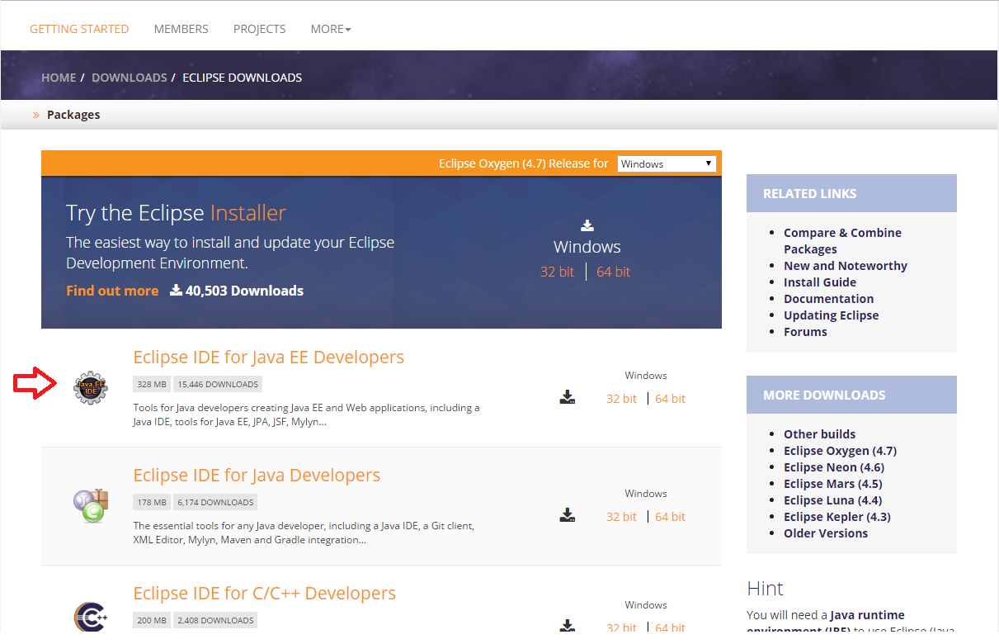 GETTING STARTED MEMBERS PROJECTS MORE
HOME / DOWNLOADS / ECLIPSE DOWNLOADS
» Packages
Eclipse Oxygen (4.7) Release for Windows
Try the Eclipse Installer
The easiest way to install and update your Eclipse
Development Environment.
Find out more 40,503 Downloads
Windows
32 bit | 64 bit
Java EE
IDE
Eclipse IDE for Java EE Developers
328 MB 15,446 DOWNLOADS
Tools for Java developers creating Java EE and Web applications, including a
Java IDE, tools for Java EE, JPA, JSF, Mylyn...
Windows
32 bit | 64 bit
Eclipse IDE for Java Developers
178 MB 6,174 DOWNLOADS
The essential tools for any Java developer, including a Java IDE, a Git client,
XML Editor, Mylyn, Maven and Gradle integration...
Windows
32 bit | 64 bit
C++
Eclipse IDE for C/C++ Developers
200 MB 2,408 DOWNLOADS
Windows
32 bit | 64 bit
RELATED LINKS
Compare & Combine
Packages
New and Noteworthy
Install Guide
Documentation
Updating Eclipse
Forums
MORE DOWNLOADS
Other builds
Eclipse Oxygen (4.7)
Eclipse Neon (4.6)
Eclipse Mars (4.5)
Eclipse Luna (4.4)
Eclipse Kepler (4.3)
Older Versions
Hint
You will need a Java runtime
environment (JRE) to use Eclipse (Java